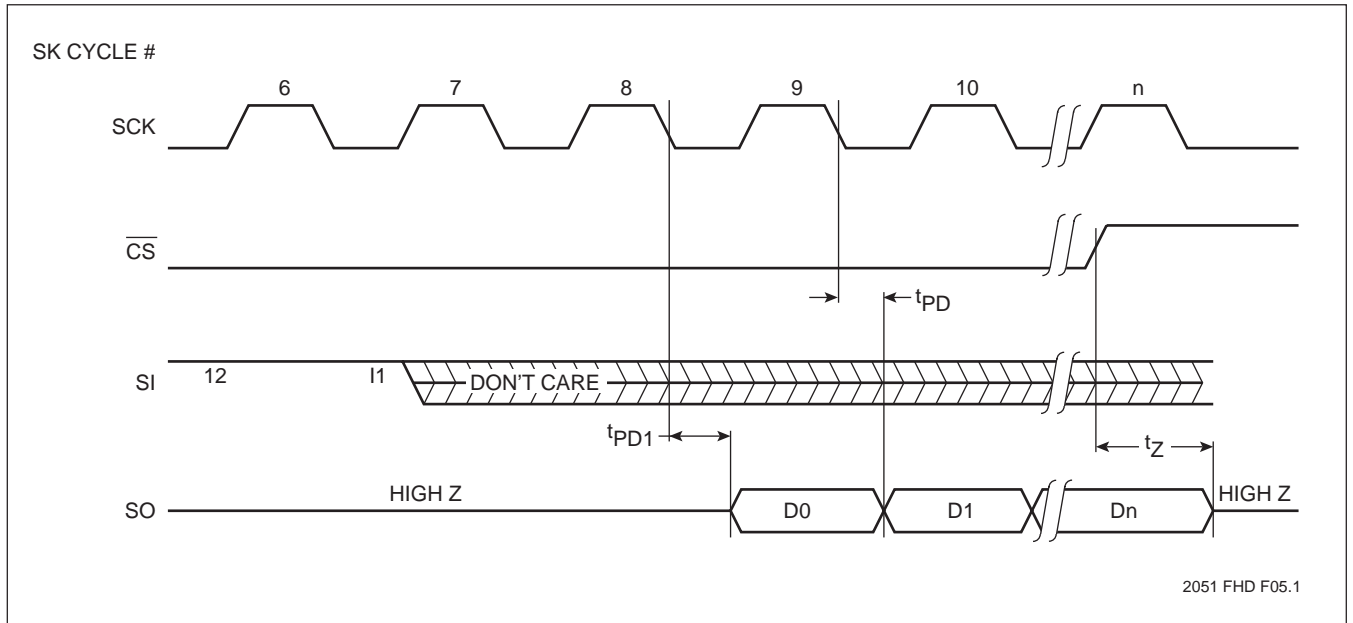 SK CYCLE #
6 7 8 9 10 n
SCK
CS
tPD
SI
12 I1 DON'T CARE
tPD1
tZ
SO
HIGH Z D0 D1 Dn HIGH Z
2051 FHD F05.1